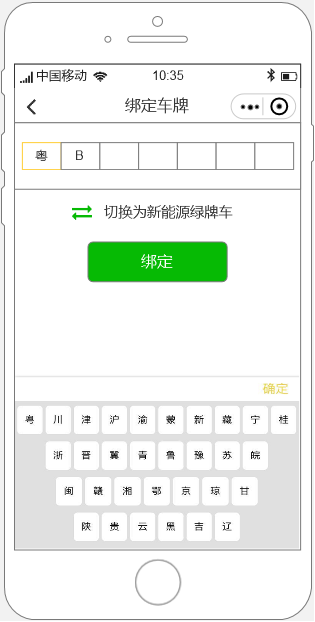 中国移动 10:35
绑定车牌
粤 B
切换为新能源绿牌车
绑定
确定
粤 川 津 沪 渝 蒙 新 藏 宁 桂
浙 晋 冀 青 鲁 豫 苏 皖
闽 赣 湘 鄂 京 琼 甘
陕 贵 云 黑 吉 辽